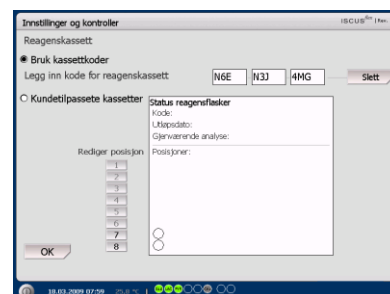 Innstillinger og kontroller
ISCUS
Reagenskassett
Bruk kassettkoder
Legg inn kode for reagenskassett N6E N3J 4MG Slett
Kundetilpassete kassetter
Status reagensflasker
Kode:
Utløpsdato:
Gjenværende analyse:
Rediger posisjon Posisjoner:
1
2
3
4
5
6
7
8
OK
18.03.2009 07:59 25.8 °C